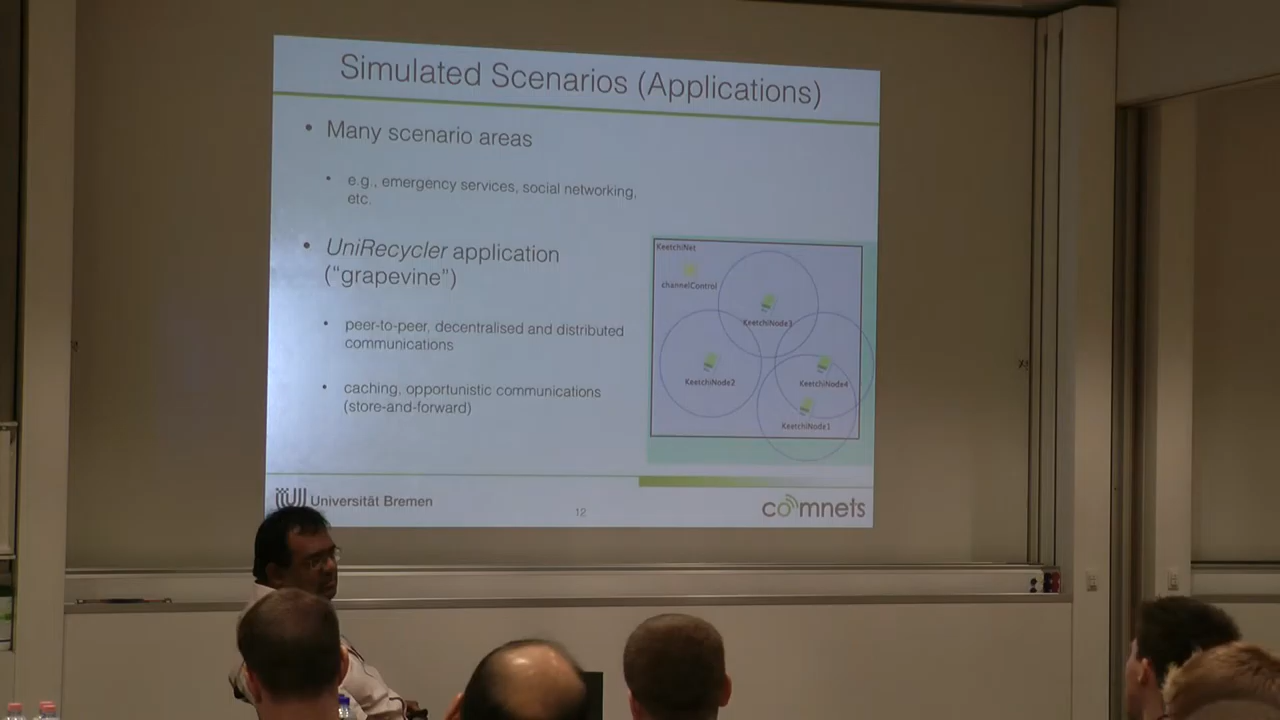 Simulated Scenarios (Applications)
• Many scenario areas
• e.g., emergency services, social networking,
etc.
• UniRecycler application
("grapevine")
• peer-to-peer, decentralised and distributed
communications
• caching, opportunistic communications
(store-and-forward)
KeetchiNet
channelControl
KeetchiNode3
KeetchiNode2
KeetchiNode4
KeetchiNode1
Universität Bremen
12
comnets